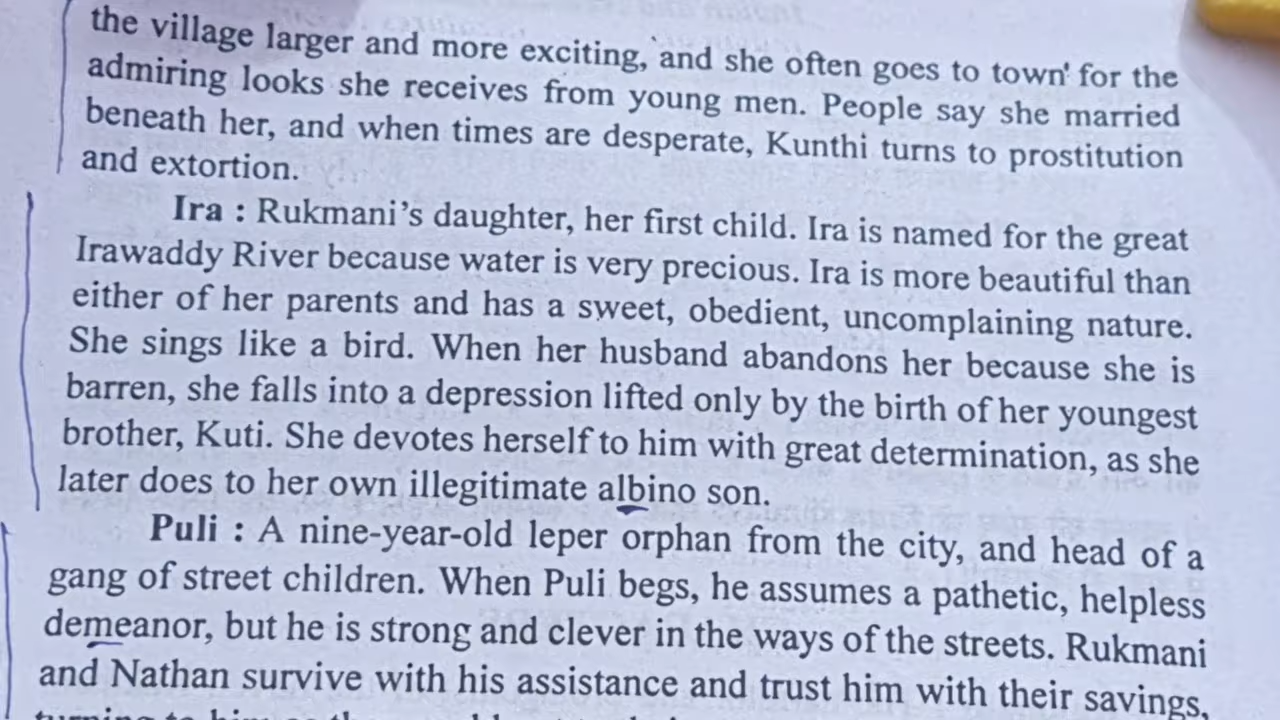 the village larger and more exciting, and she often goes to town' for the
admiring looks she receives from young men. People say she married
beneath her, and when times are desperate, Kunthi turns to prostitution
and extortion.
Ira : Rukmani's daughter, her first child. Ira is named for the great
Irawaddy River because water is very precious. Ira is more beautiful than
either of her parents and has a sweet, obedient, uncomplaining nature.
She sings like a bird. When her husband abandons her because she is
barren, she falls into a depression lifted only by the birth of her youngest
brother, Kuti. She devotes herself to him with great determination, as she
later does to her own illegitimate albino son.
Puli : A nine-year-old leper orphan from the city, and head of a
gang of street children. When Puli begs, he assumes a pathetic, helpless
demeanor, but he is strong and clever in the ways of the streets. Rukmani
and Nathan survive with his assistance and trust him with their savings,
turning to him as